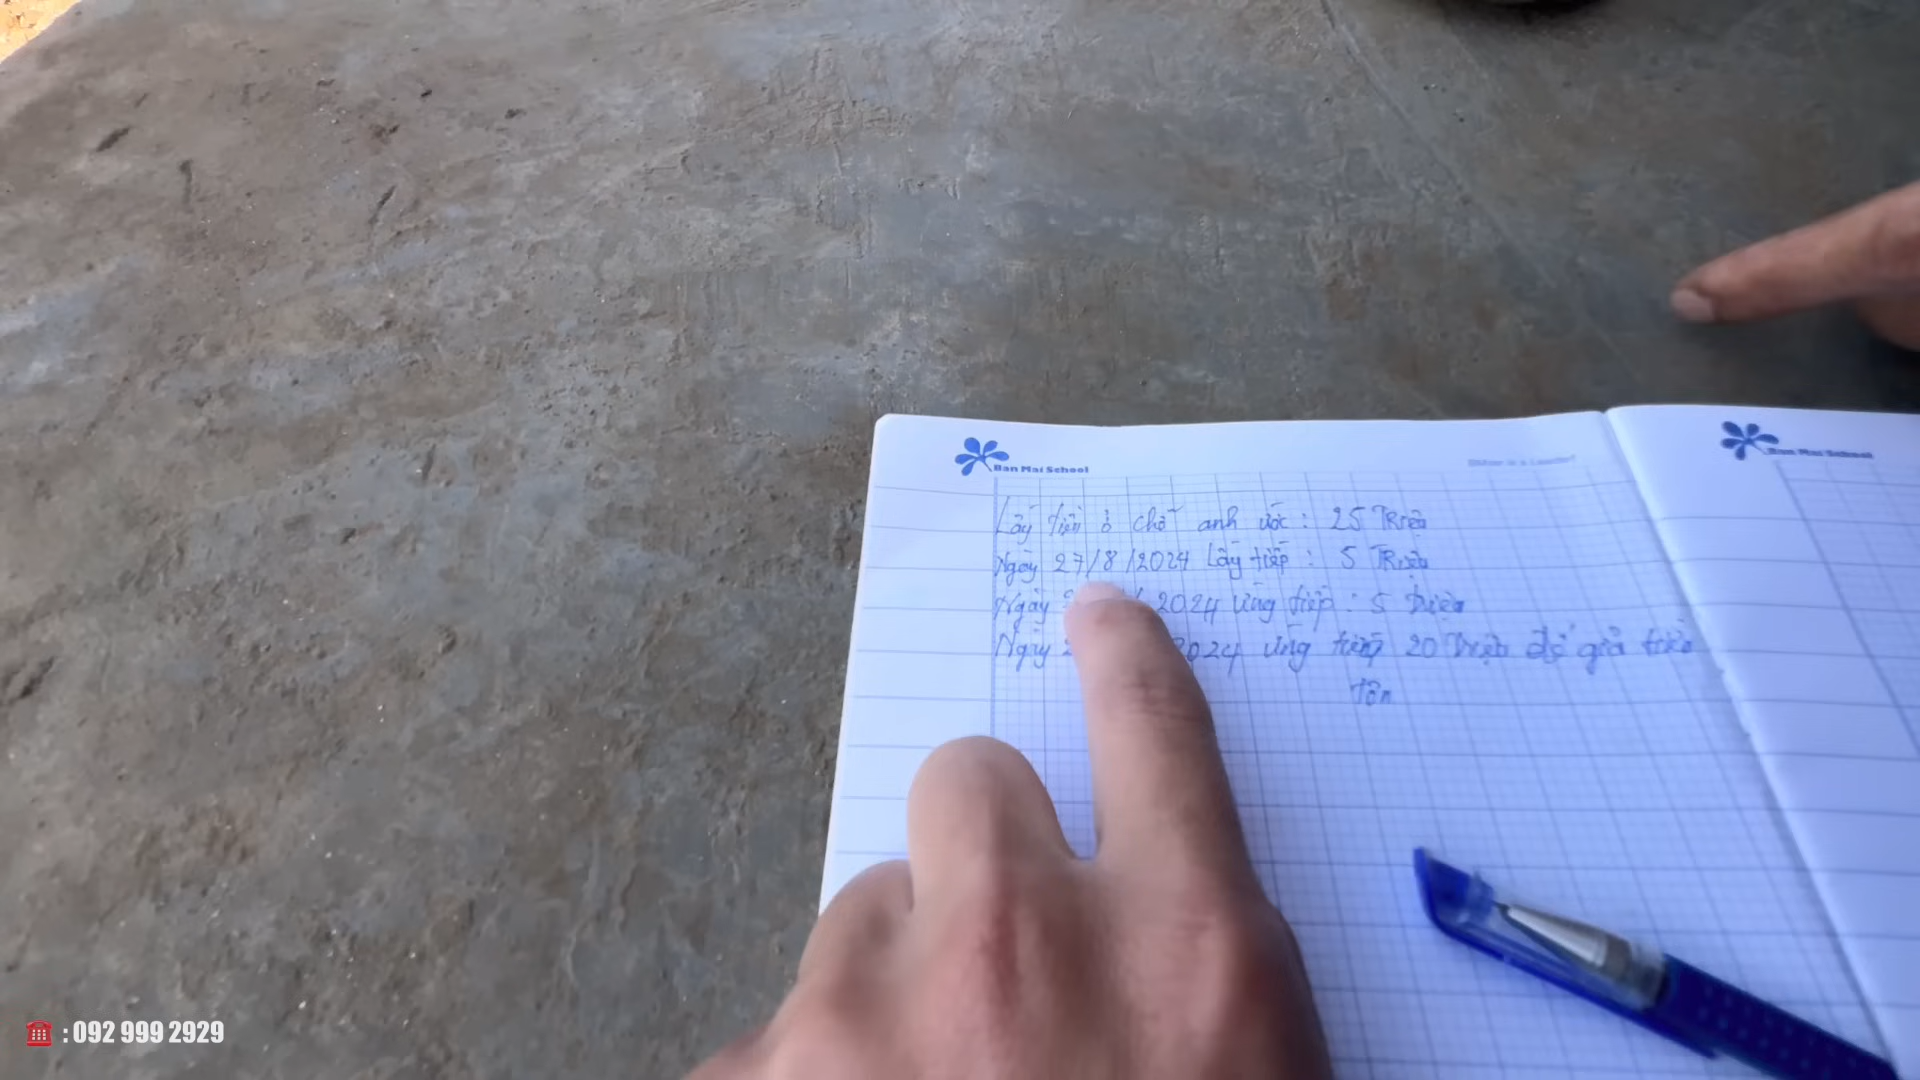 Ban Mai School
Ban Mai School
Lấy tiền ở chỗ anh ước : 25 Triệu
Ngày 27/8/2024 Lấy tiếp : 5 Triệu
Ngày 2024 ứng tiếp : 5 triệu
Ngày 2024 ứng tiếp 20 triệu để giả tiền
tôn
☎ : 092 999 2929